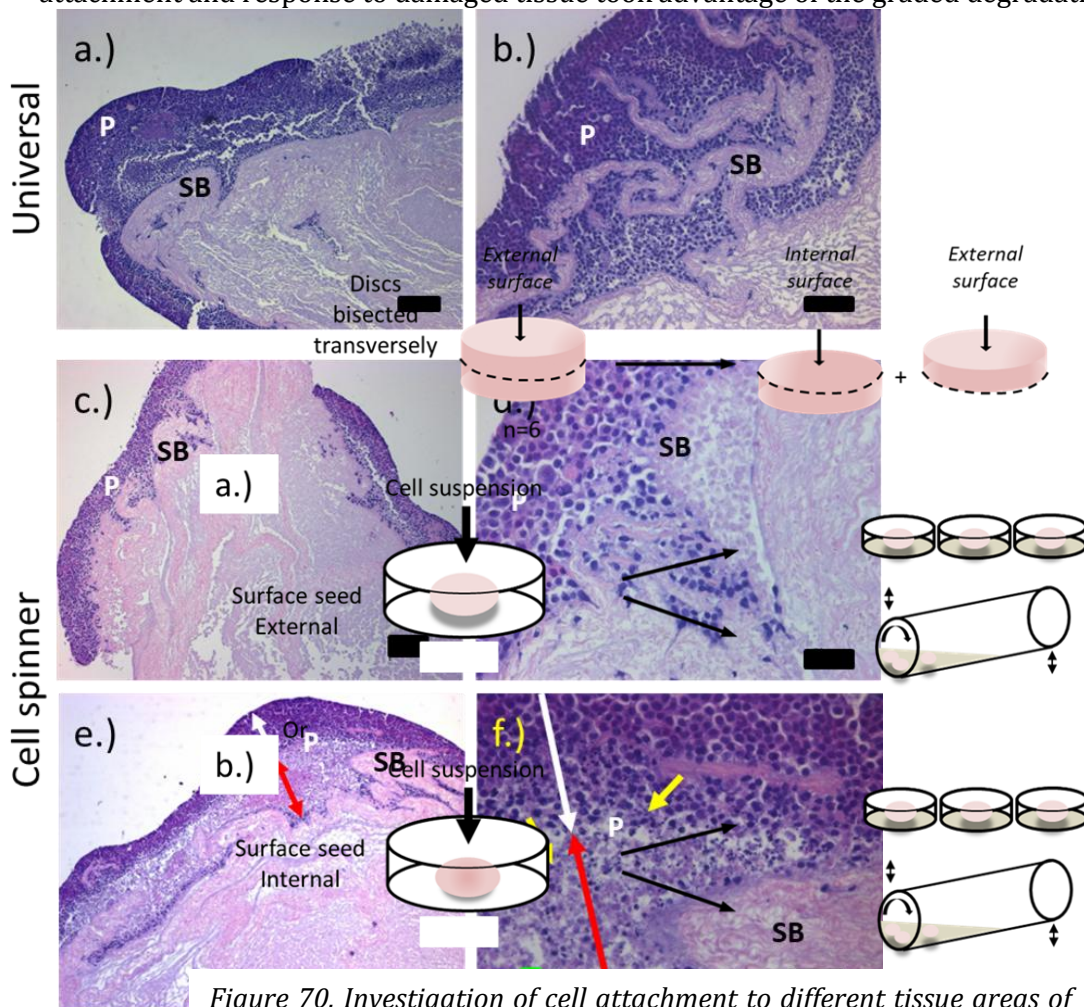 attachment and response to damaged tissue took advantage of the graded degradati
Universal
a.)
P
SB
b.)
P
SB
External
surface
Internal
surface
External
surface
Discs
bisected
transversely
+
c.)
SB
P
a.)
n=6
SB
P
Cell suspension
Surface seed
External
Cell spinner
e.)
Or
P
SB
b.)
Cell suspension
f.)
P
Surface seed
Internal
SB
Figure 70. Investigation of cell attachment to different tissue areas of